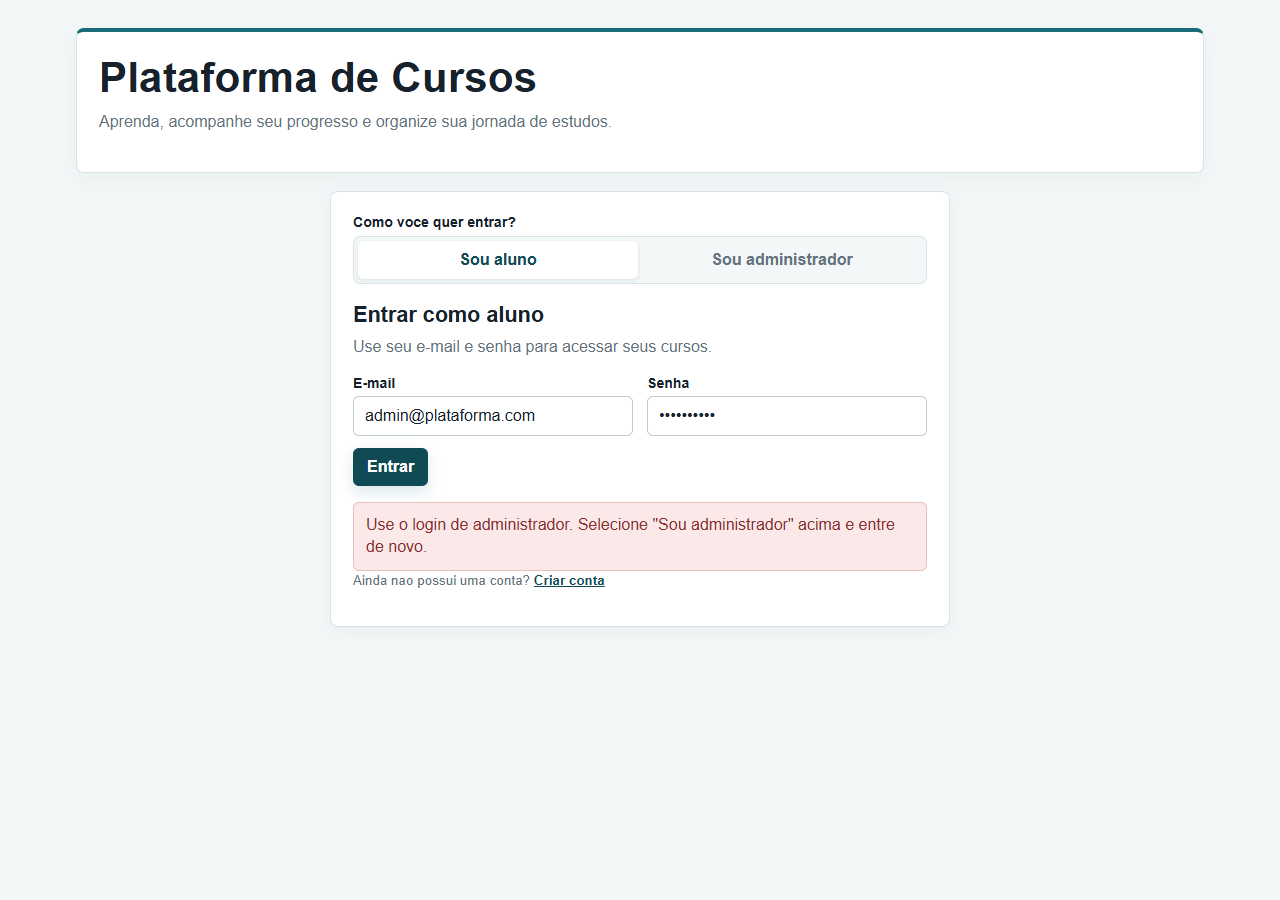 Plataforma de Cursos
Aprenda, acompanhe seu progresso e organize sua jornada de estudos.
Como voce quer entrar?
Sou aluno
Sou administrador
Entrar como aluno
Use seu e-mail e senha para acessar seus cursos.
E-mail
Senha
admin@plataforma.com
••••••••••
Entrar
Use o login de administrador. Selecione "Sou administrador" acima e entre
de novo.
Ainda nao possui uma conta? Criar conta